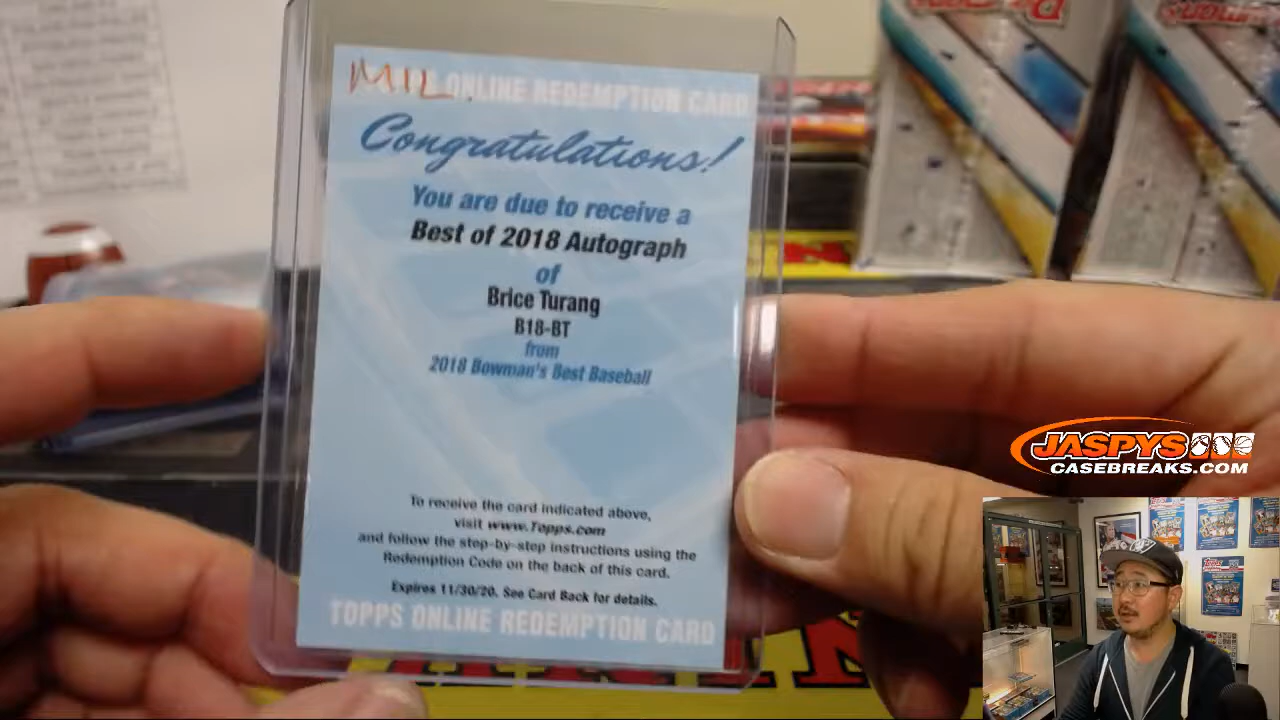 MIL
ONLINE REDEMPTION CARD
Congratulations!
You are due to receive a
Best of 2018 Autograph
of
Brice Turang
B18-BT
from
2018 Bowman's Best Baseball
To receive the card indicated above,
visit www.Topps.com
and follow the step-by-step instructions using the
Redemption Code on the back of this card.
Expires 11/30/20. See Card Back for details.
TOPPS ONLINE REDEMPTION CARD
JASPYS
CASEBREAKS.COM